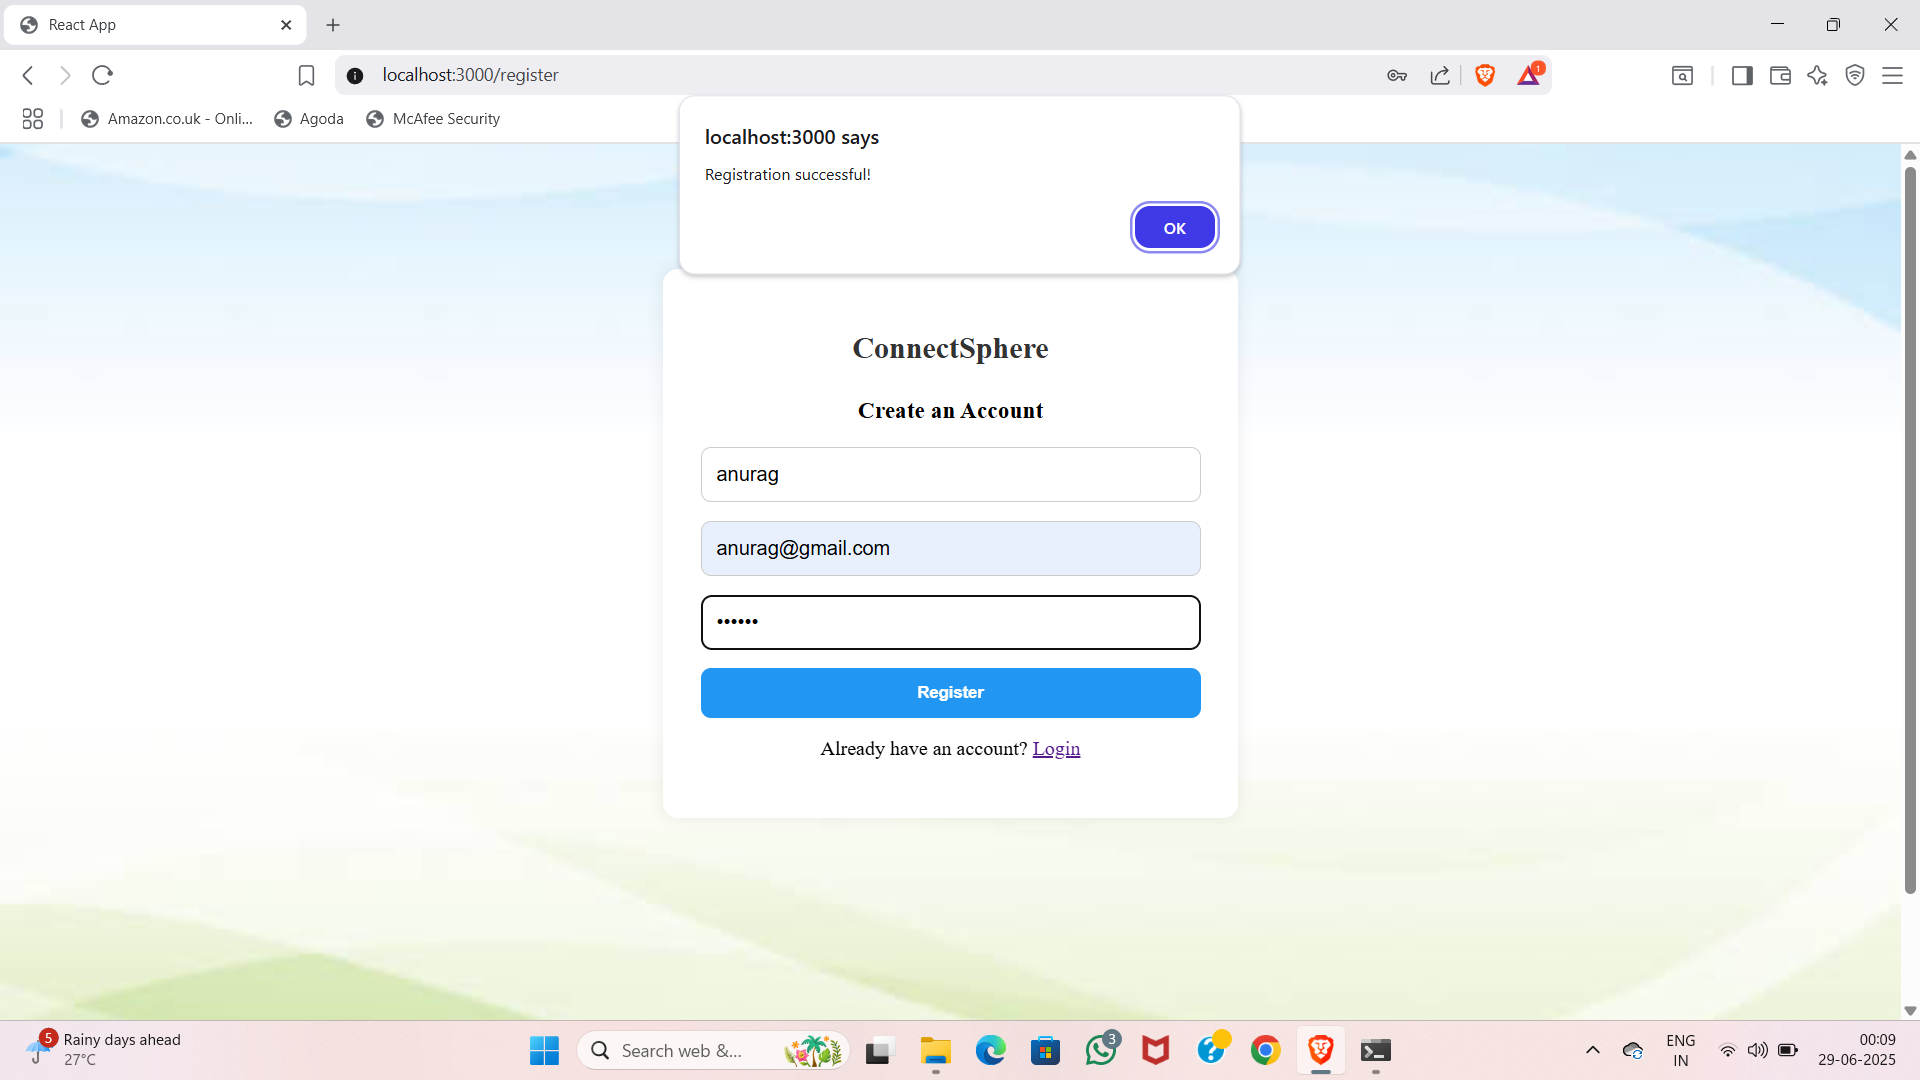 React App
localhost:3000/register
1
Amazon.co.uk - Onli...
Agoda
McAfee Security
localhost:3000 says
Registration successful!
OK
ConnectSphere
Create an Account
anurag
anurag@gmail.com
••••••
Register
Already have an account? Login
5
Rainy days ahead
27°C
Search web &...
3
ENG
IN
00:09
29-06-2025